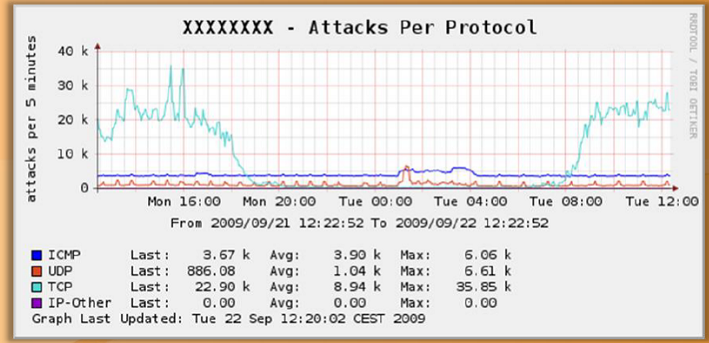 XXXXXXXX - Attacks Per Protocol
RRDTOOL / TOBI OETIKER
attacks per 5 minutes
40 k
30 k
20 k
10 k
0
Mon 16:00 Mon 20:00 Tue 00:00 Tue 04:00 Tue 08:00 Tue 12:00
From 2009/09/21 12:22:52 To 2009/09/22 12:22:52
ICMP Last: 3.67 k Avg: 3.90 k Max: 6.06 k
UDP Last: 886.08 Avg: 1.04 k Max: 6.61 k
TCP Last: 22.90 k Avg: 8.94 k Max: 35.85 k
IP-Other Last: 0.00 Avg: 0.00 Max: 0.00
Graph Last Updated: Tue 22 Sep 12:20:02 CEST 2009